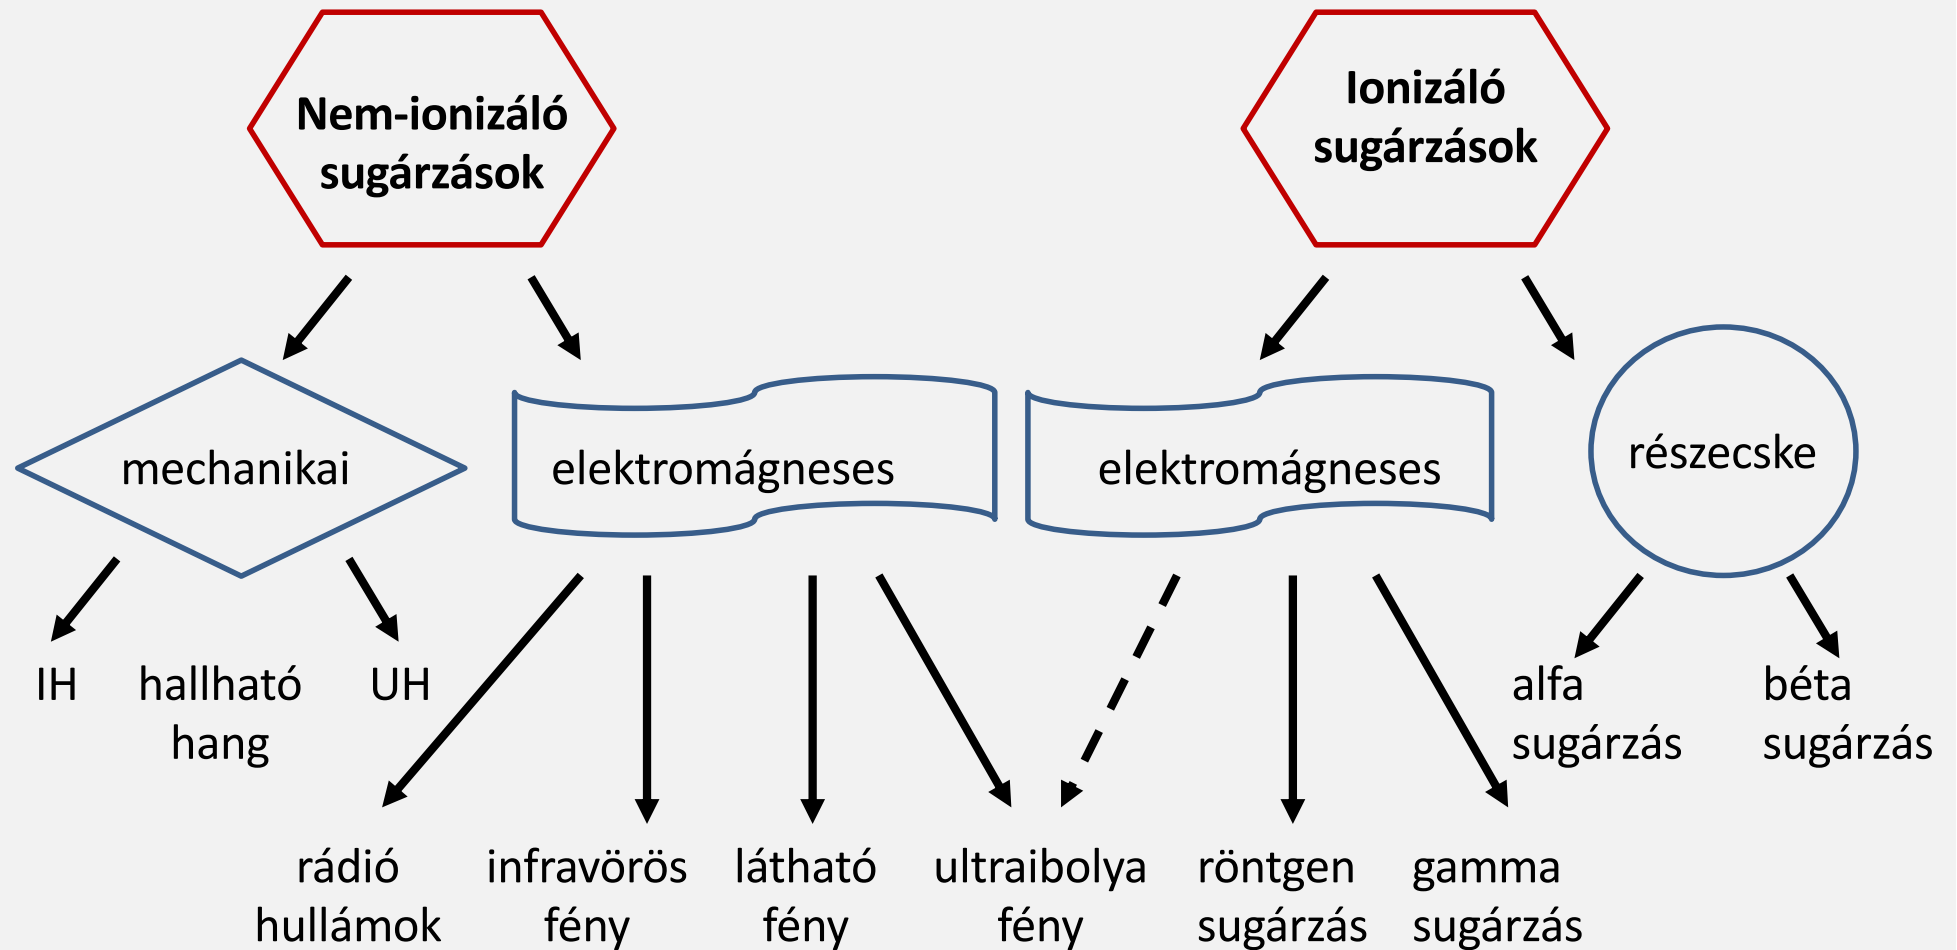 Nem-ionizáló
sugárzások
Ionizáló
sugárzások
mechanikai
elektromágneses
elektromágneses
részecske
IH
hallható
hang
UH
alfa
sugárzás
béta
sugárzás
rádió
hullámok
infravörös
fény
látható
fény
ultraibolya
fény
röntgen
sugárzás
gamma
sugárzás